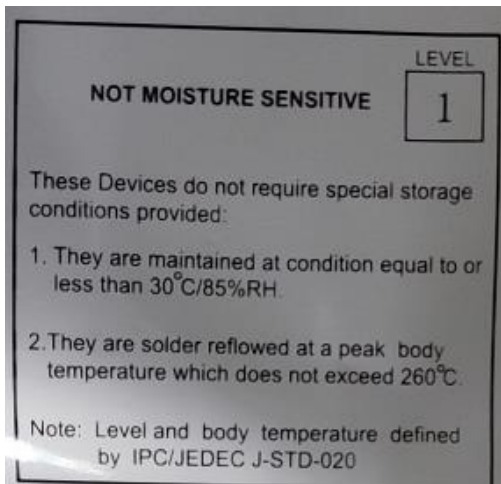 LEVEL
NOT MOISTURE SENSITIVE
1
These Devices do not require special storage
conditions provided:
1. They are maintained at condition equal to or
less than 30°C/85%RH.
2.They are solder reflowed at a peak body
temperature which does not exceed 260°C.
Note: Level and body temperature defined
by IPC/JEDEC J-STD-020